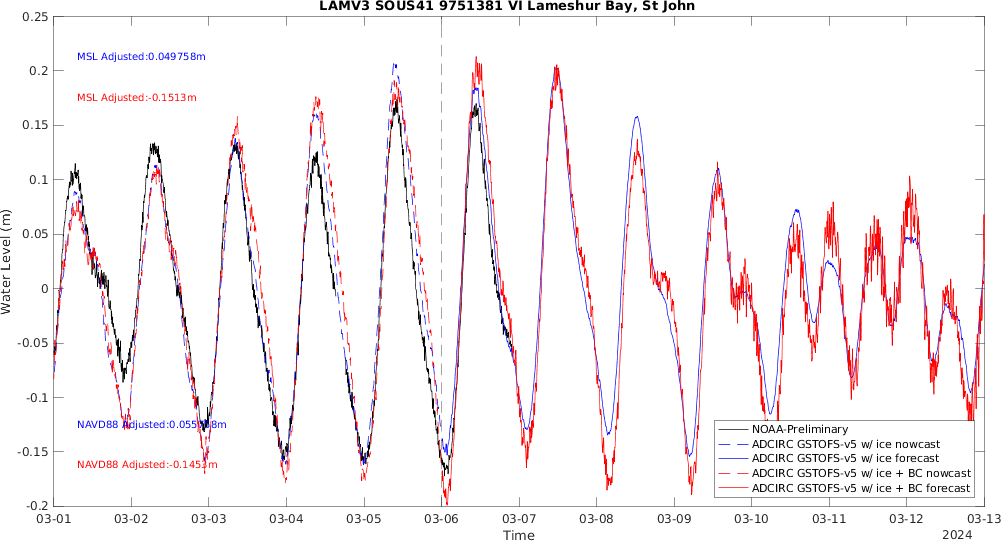 LAMV3 SOUS41 9751381 VI Lameshur Bay, St John
0.25
0.2
0.15
0.1
0.05
0
-0.05
-0.1
-0.15
-0.2
Water Level (m)
MSL Adjusted:0.049758m
MSL Adjusted:-0.1513m
NAVD88 Adjusted:-0.1453m
NOAA-Preliminary
ADCIRC GSTOFS-v5 w/ ice nowcast
ADCIRC GSTOFS-v5 w/ ice forecast
ADCIRC GSTOFS-v5 w/ ice + BC nowcast
ADCIRC GSTOFS-v5 w/ ice + BC forecast
03-01 03-02 03-03 03-04 03-05 03-06 03-07 03-08 03-09 03-10 03-11 03-12 03-13
Time
2024